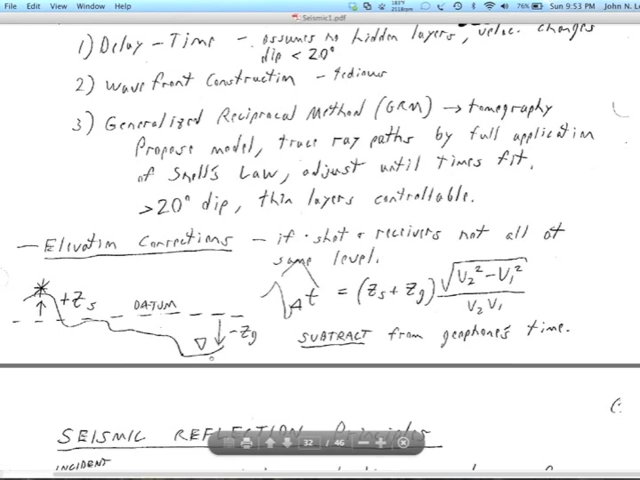 File Edit View Window Help
76% Sun 9:53 PM John N. L
Seismic1.pdf
1) Delay-Time - assumes no hidden layers, veloc. changes
dip < 20°
2) Wavefront Construction - tedious
3) Generalized Reciprocal Method (GRM) → tomography
Propose model, trace ray paths by full application
of Snell's Law, adjust until times fit.
>20° dip, thin layers controllable.
- Elevation Corrections - if shot & receivers not all at
same level.
+Zs DATUM -Zg
Δt = (Zs + Zg) √(V₂² - V₁²) / V₂V₁
SUBTRACT from geophone's time.
SEISMIC REFLECTION Principles
32 / 46
INCIDENT